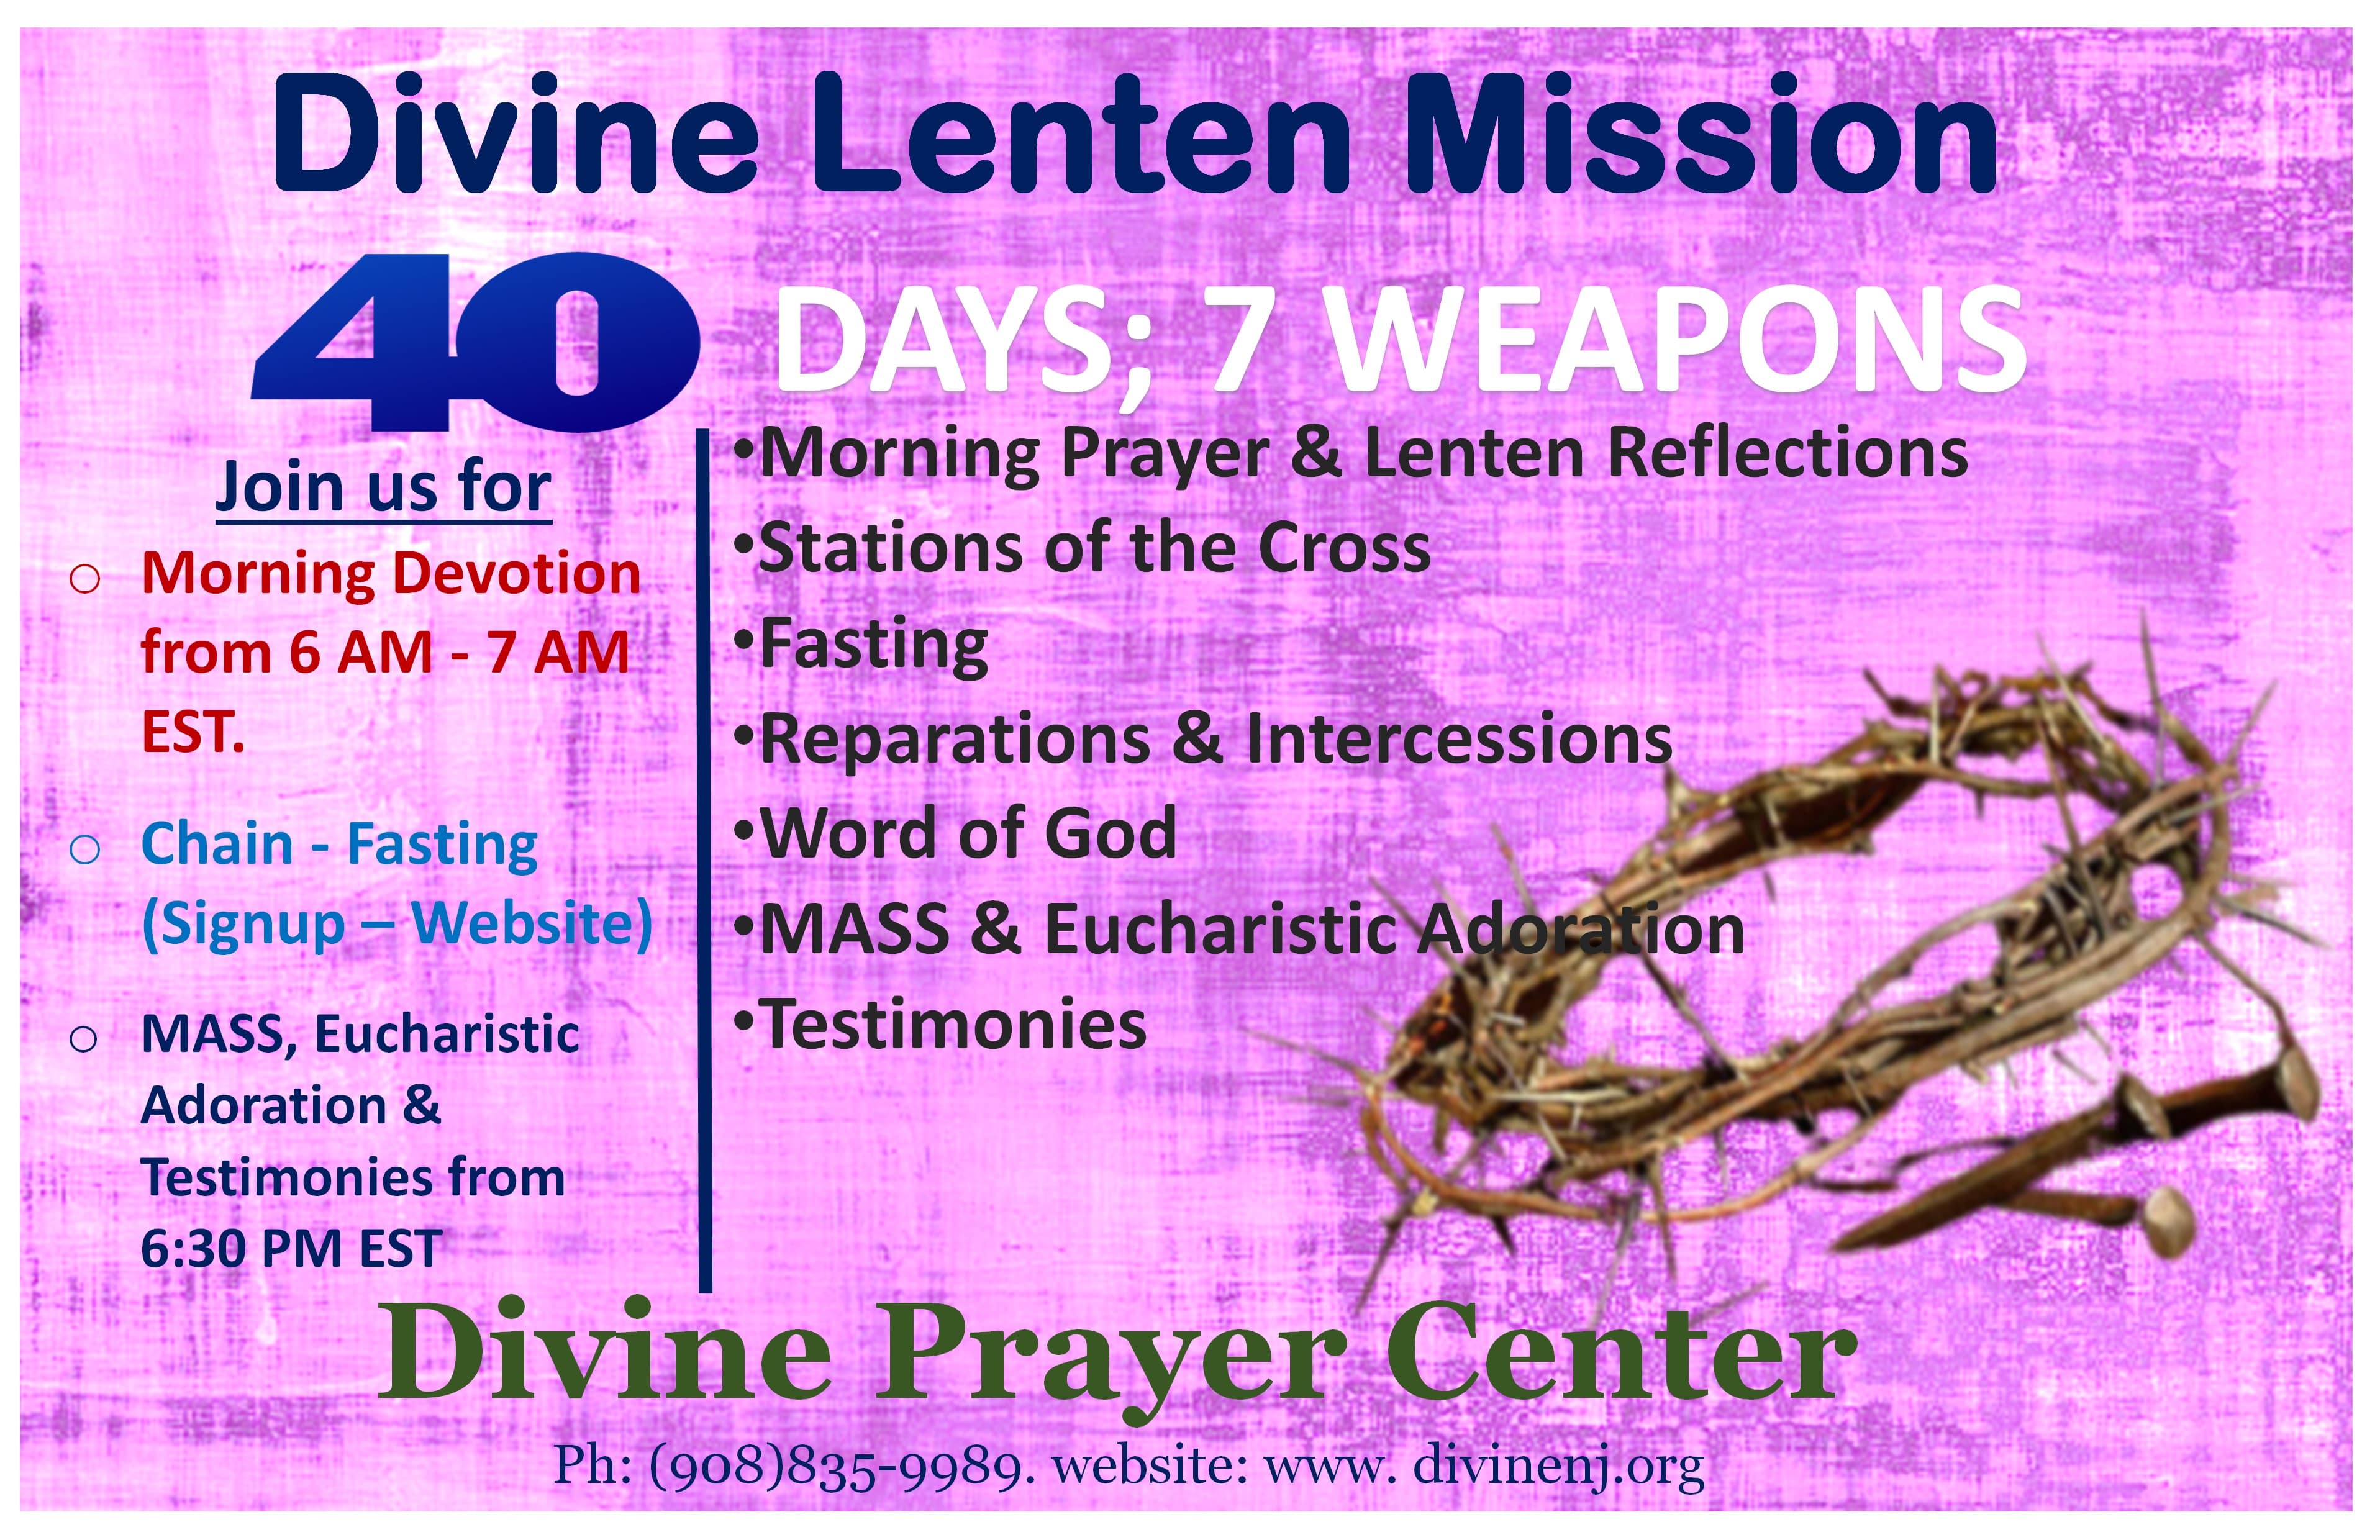 Divine Lenten Mission
40 DAYS; 7 WEAPONS
Join us for
○ Morning Devotion
from 6 AM - 7 AM
EST.
○ Chain - Fasting
(Signup – Website)
○ MASS, Eucharistic
Adoration &
Testimonies from
6:30 PM EST
•Morning Prayer & Lenten Reflections
•Stations of the Cross
•Fasting
•Reparations & Intercessions
•Word of God
•MASS & Eucharistic Adoration
•Testimonies
Divine Prayer Center
Ph: (908)835-9989. website: www. divinenj.org